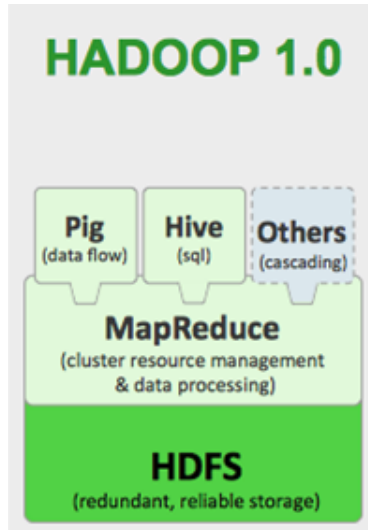 HADOOP 1.0
Pig
(data flow)
Hive
(sql)
Others
(cascading)
MapReduce
(cluster resource management
& data processing)
HDFS
(redundant, reliable storage)